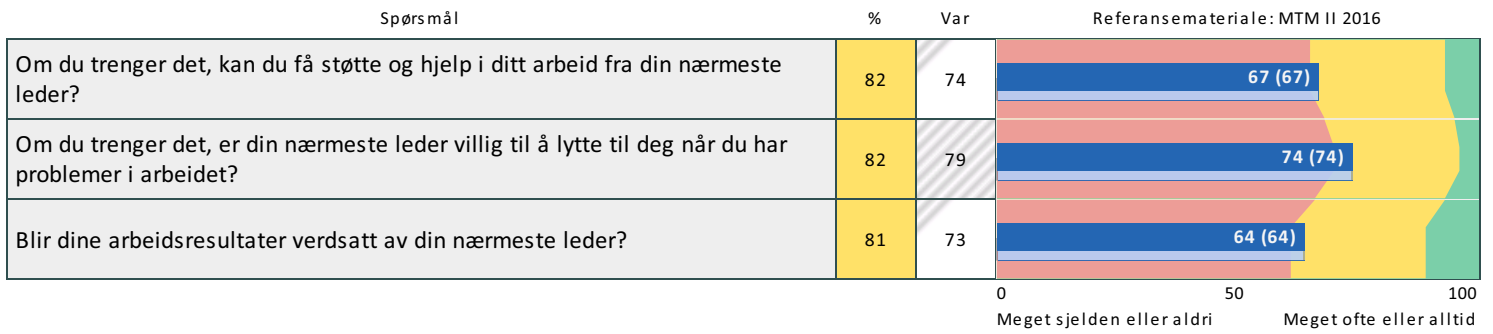 Spørsmål % Var Referansemateriale: MTM II 2016
Om du trenger det, kan du få støtte og hjelp i ditt arbeid fra din nærmeste
leder?
82 74 67 (67)
Om du trenger det, er din nærmeste leder villig til å lytte til deg når du har
problemer i arbeidet?
82 79 74 (74)
Blir dine arbeidsresultater verdsatt av din nærmeste leder? 81 73 64 (64)
0 50 100
Meget sjelden eller aldri Meget ofte eller alltid